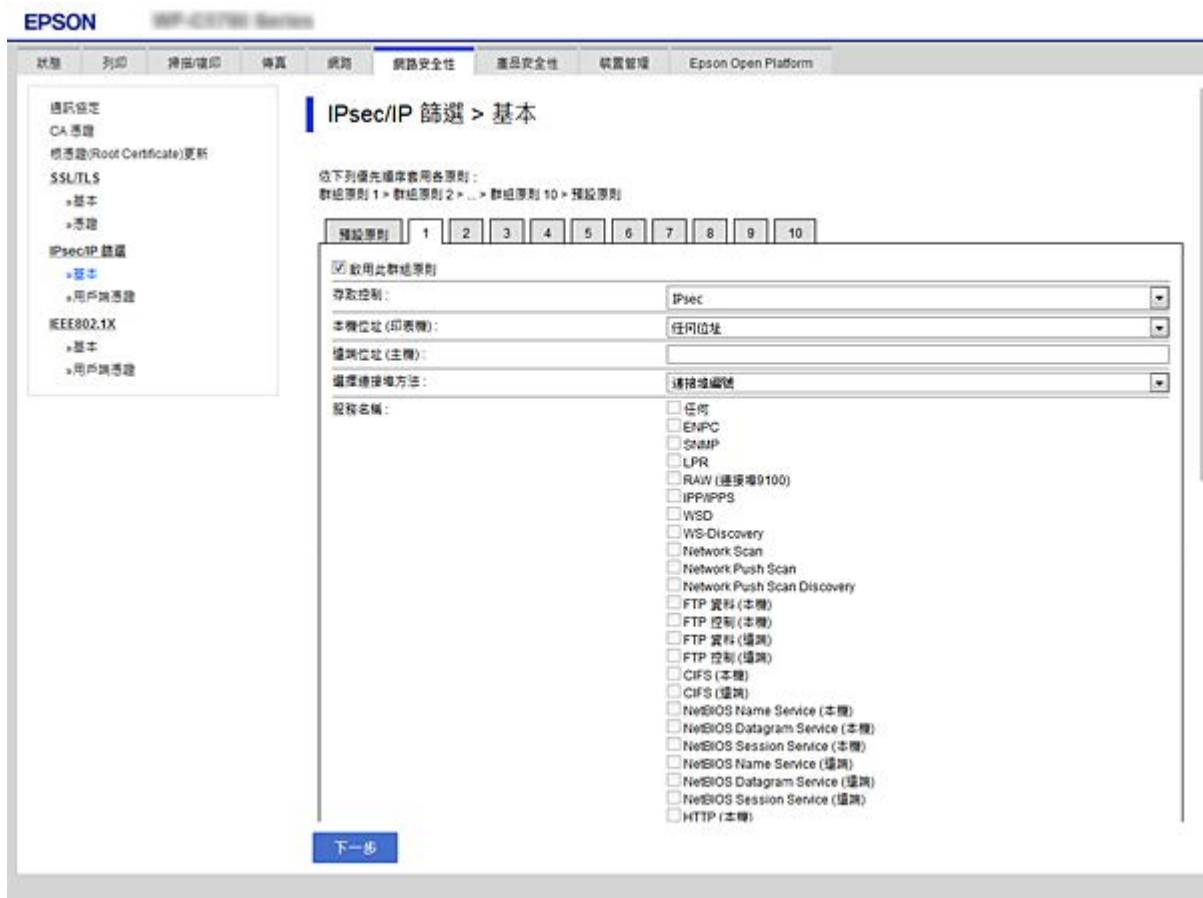 EPSON
狀態 列印 掃描/複印 傳真 網路 網路安全性 產品安全性 裝置管理 Epson Open Platform
通訊協定
CA 憑證
根憑證(Root Certificate)更新
SSL/TLS
»基本
»憑證
IPsec/IP 篩選
»基本
»用戶端憑證
IEEE802.1X
»基本
»用戶端憑證
IPsec/IP 篩選 > 基本
依下列優先順序套用各原則：
群組原則 1 > 群組原則 2 > ... > 群組原則 10 > 預設原則
預設原則 1 2 3 4 5 6 7 8 9 10
啟用此群組原則
存取控制： IPsec
本機位址 (印表機)： 任何位址
遠端位址 (主機)：
選擇連接埠方法： 連接埠編號
服務名稱： 任何
ENPC
SNMP
LPR
RAW (連接埠9100)
IPP/IPPS
WSD
WS-Discovery
Network Scan
Network Push Scan
Network Push Scan Discovery
FTP 資料 (本機)
FTP 控制 (本機)
FTP 資料 (遠端)
FTP 控制 (遠端)
CIFS (本機)
CIFS (遠端)
NetBIOS Name Service (本機)
NetBIOS Datagram Service (本機)
NetBIOS Session Service (本機)
NetBIOS Name Service (遠端)
NetBIOS Datagram Service (遠端)
NetBIOS Session Service (遠端)
HTTP (本機)
下一步